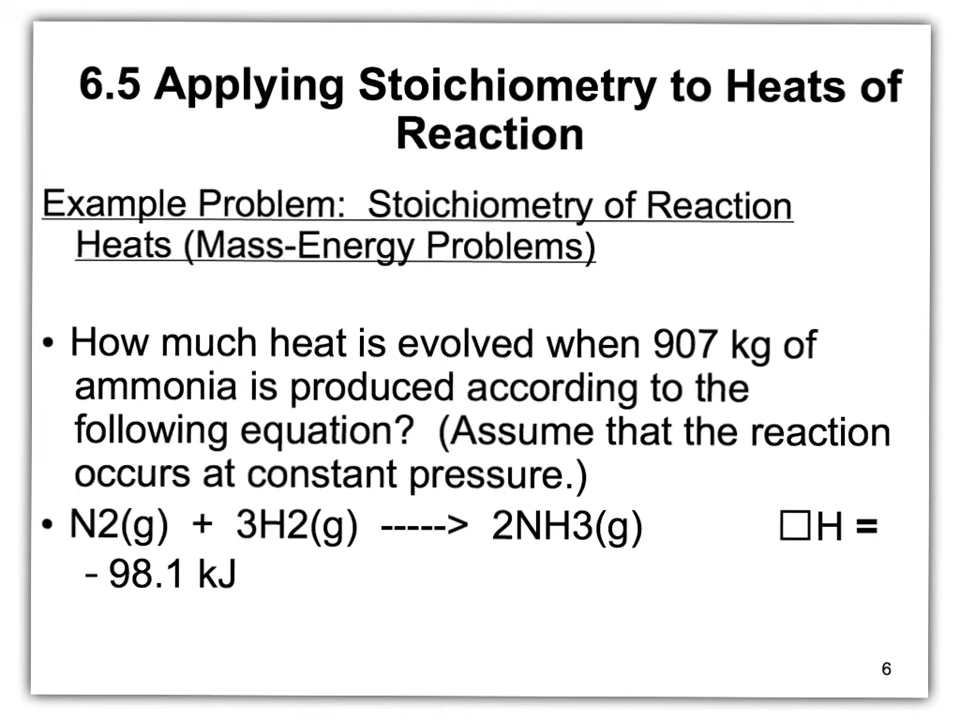 6.5 Applying Stoichiometry to Heats of
Reaction
Example Problem: Stoichiometry of Reaction
Heats (Mass-Energy Problems)
• How much heat is evolved when 907 kg of
ammonia is produced according to the
following equation? (Assume that the reaction
occurs at constant pressure.)
• N2(g) + 3H2(g) -----> 2NH3(g) □H =
- 98.1 kJ
6